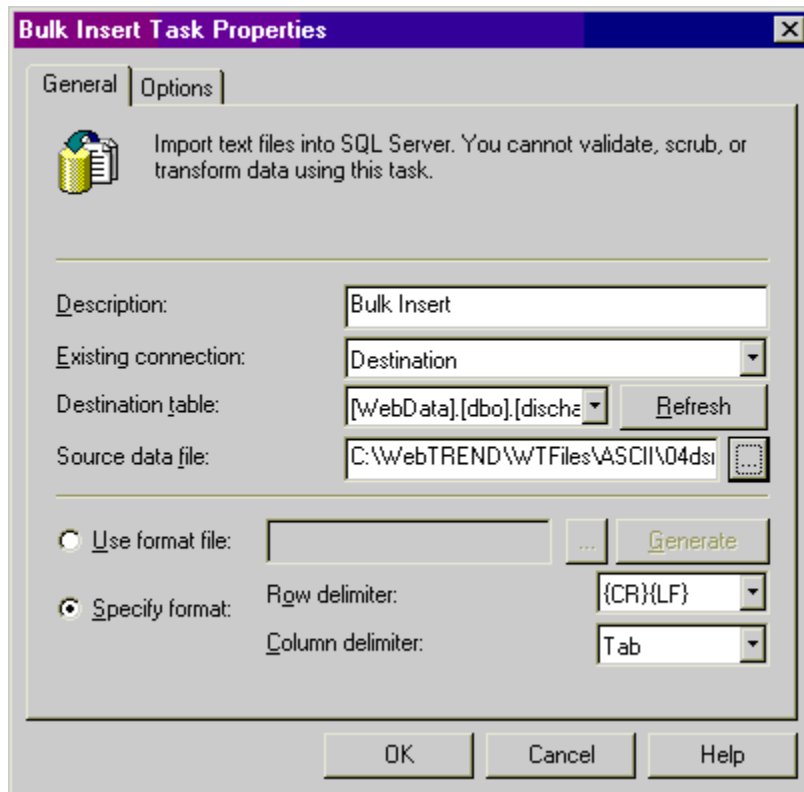 Bulk Insert Task Properties
General Options
Import text files into SQL Server. You cannot validate, scrub, or
transform data using this task.
Description: Bulk Insert
Existing connection: Destination
Destination table: [WebData].[dbo].[discha Refresh
Source data file: C:\WebTREND\WTFiles\ASCII\04dsi ...
Use format file: ... Generate
Specify format: Row delimiter: {CR}{LF}
Column delimiter: Tab
OK Cancel Help